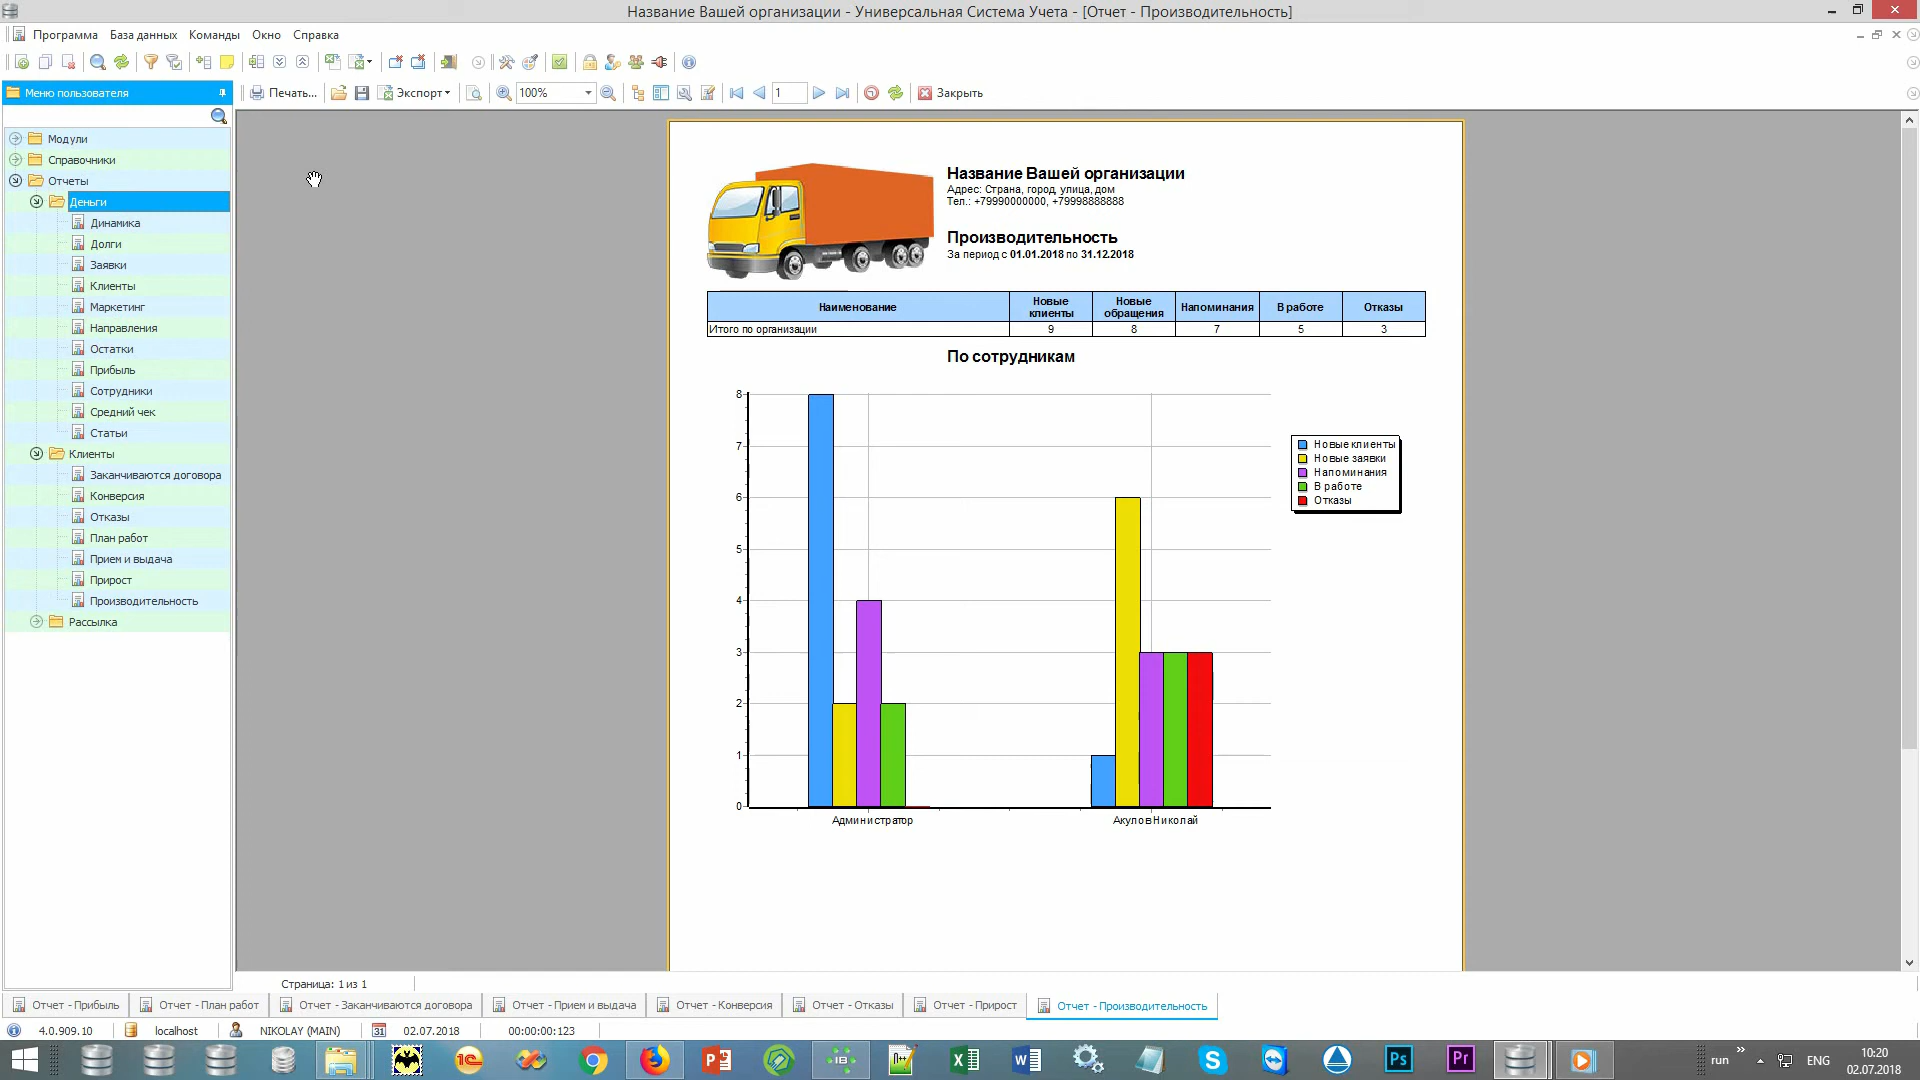 Название Вашей организации - Универсальная Система Учета - [Отчет - Производительность]
Программа База данных Команды Окно Справка
Меню пользователя
Печать... Экспорт 100% 1 Закрыть
Модули
Справочники
Отчеты
Деньги
Динамика
Долги
Заявки
Клиенты
Маркетинг
Направления
Остатки
Прибыль
Сотрудники
Средний чек
Статьи
Клиенты
Заканчиваются договора
Конверсия
Отказы
План работ
Прием и выдача
Прирост
Производительность
Рассылка
Название Вашей организации
Адрес: Страна, город, улица, дом
Тел.: +79990000000, +79998888888
Производительность
За период с 01.01.2018 по 31.12.2018
Наименование Новые клиенты Новые обращения Напоминания В работе Отказы
Итого по организации 9 8 7 5 3
По сотрудникам
8
7
6
5
4
3
2
1
0
Администратор Акулов Николай
Новые клиенты
Новые заявки
Напоминания
В работе
Отказы
Страница: 1 из 1
Отчет - Прибыль Отчет - План работ Отчет - Заканчиваются договора Отчет - Прием и выдача Отчет - Конверсия Отчет - Отказы Отчет - Прирост Отчет - Производительность
4.0.909.10 localhost NIKOLAY (MAIN) 31 02.07.2018 00:00:00:123
run ENG 10:20
02.07.2018